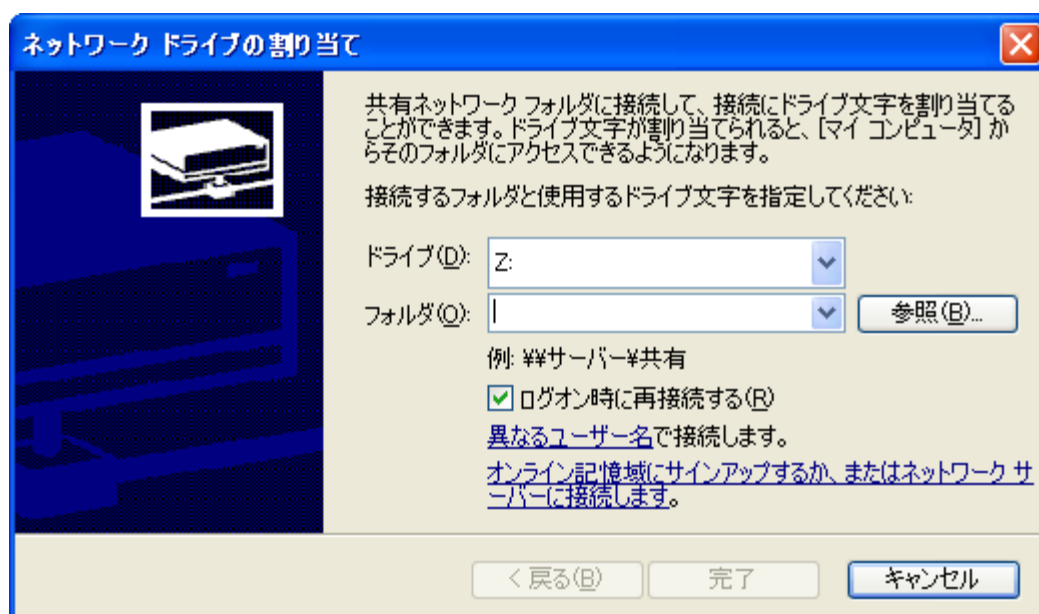 ネットワーク ドライブの割り当て
共有ネットワーク フォルダに接続して、接続にドライブ文字を割り当てる
ことができます。ドライブ文字が割り当てられると、[マイ コンピュータ] か
らそのフォルダにアクセスできるようになります。
接続するフォルダと使用するドライブ文字を指定してください:
ドライブ(D): Z:
フォルダ(O): 参照(B)...
例: ¥¥サーバー¥共有
ログオン時に再接続する(R)
異なるユーザー名で接続します。
オンライン記憶域にサインアップするか、またはネットワーク サ
ーバーに接続します。
< 戻る(B) 完了 キャンセル